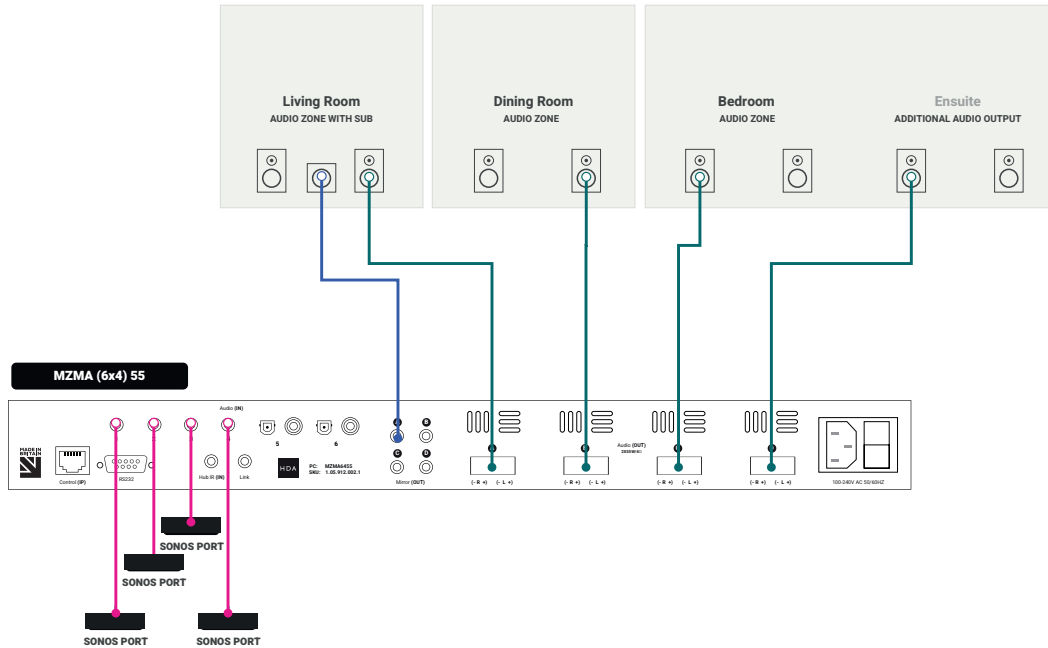 Living Room
AUDIO ZONE WITH SUB
Dining Room
AUDIO ZONE
Bedroom
AUDIO ZONE
Ensuite
ADDITIONAL AUDIO OUTPUT
MZMA (6x4) 55
Audio (IN)
5
6
MADE IN
BRITAIN
Control (IP)
RS232
Hub IR (IN)
Link
HDA
PC: MZMA6455
SKU: 1.05.912.002.1
B
C
D
Mirror (OUT)
Audio (OUT)
(- R +) (- L +)
(- R +) (- L +)
(- R +) (- L +)
(- R +) (- L +)
100-240V AC 50/60HZ
SONOS PORT
SONOS PORT
SONOS PORT
SONOS PORT